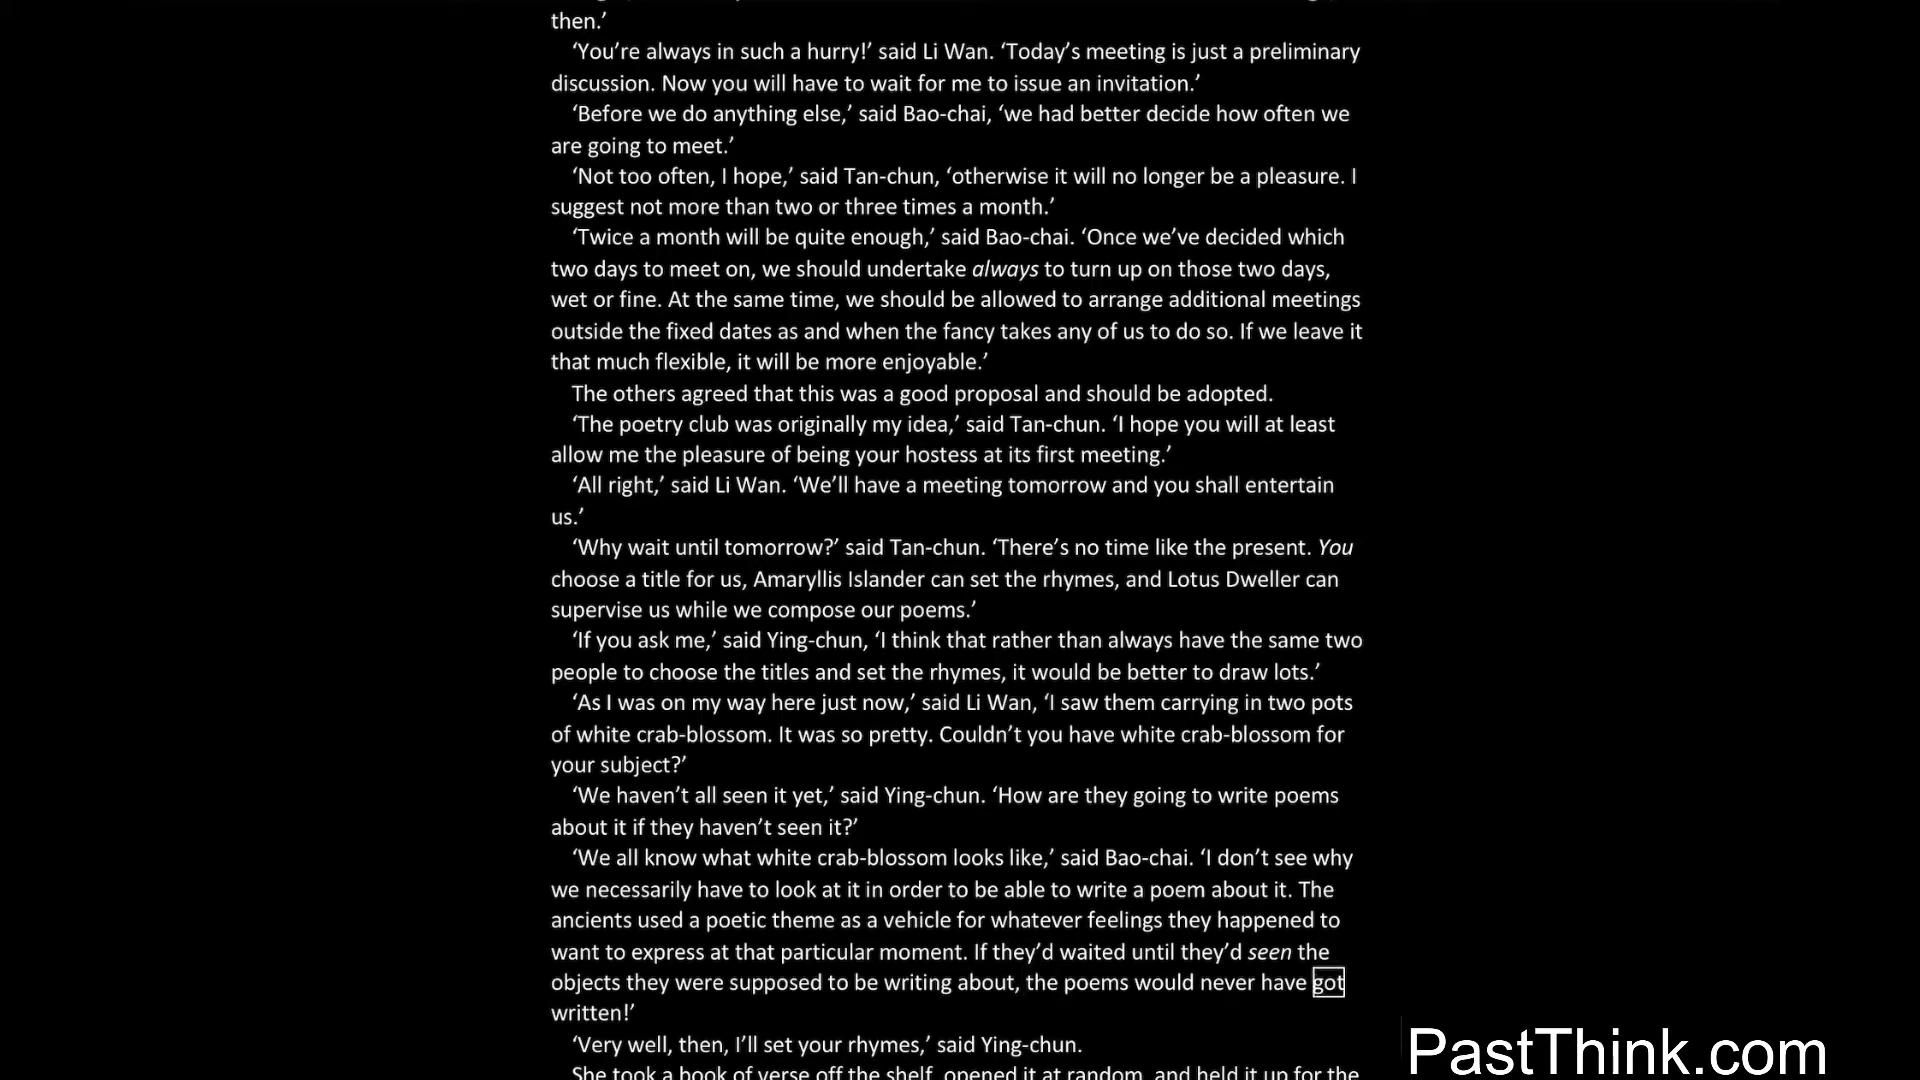 then.’
‘You’re always in such a hurry!’ said Li Wan. ‘Today’s meeting is just a preliminary
discussion. Now you will have to wait for me to issue an invitation.’
‘Before we do anything else,’ said Bao-chai, ‘we had better decide how often we
are going to meet.’
‘Not too often, I hope,’ said Tan-chun, ‘otherwise it will no longer be a pleasure. I
suggest not more than two or three times a month.’
‘Twice a month will be quite enough,’ said Bao-chai. ‘Once we’ve decided which
two days to meet on, we should undertake always to turn up on those two days,
wet or fine. At the same time, we should be allowed to arrange additional meetings
outside the fixed dates as and when the fancy takes any of us to do so. If we leave it
that much flexible, it will be more enjoyable.’
The others agreed that this was a good proposal and should be adopted.
‘The poetry club was originally my idea,’ said Tan-chun. ‘I hope you will at least
allow me the pleasure of being your hostess at its first meeting.’
‘All right,’ said Li Wan. ‘We’ll have a meeting tomorrow and you shall entertain
us.’
‘Why wait until tomorrow?’ said Tan-chun. ‘There’s no time like the present. You
choose a title for us, Amaryllis Islander can set the rhymes, and Lotus Dweller can
supervise us while we compose our poems.’
‘If you ask me,’ said Ying-chun, ‘I think that rather than always have the same two
people to choose the titles and set the rhymes, it would be better to draw lots.’
‘As I was on my way here just now,’ said Li Wan, ‘I saw them carrying in two pots
of white crab-blossom. It was so pretty. Couldn’t you have white crab-blossom for
your subject?’
‘We haven’t all seen it yet,’ said Ying-chun. ‘How are they going to write poems
about it if they haven’t seen it?’
‘We all know what white crab-blossom looks like,’ said Bao-chai. ‘I don’t see why
we necessarily have to look at it in order to be able to write a poem about it. The
ancients used a poetic theme as a vehicle for whatever feelings they happened to
want to express at that particular moment. If they’d waited until they’d seen the
objects they were supposed to be writing about, the poems would never have got
written!’
‘Very well, then, I’ll set your rhymes,’ said Ying-chun.
She took a book of verse off the shelf, opened it at random, and held it up for the
PastThink.com